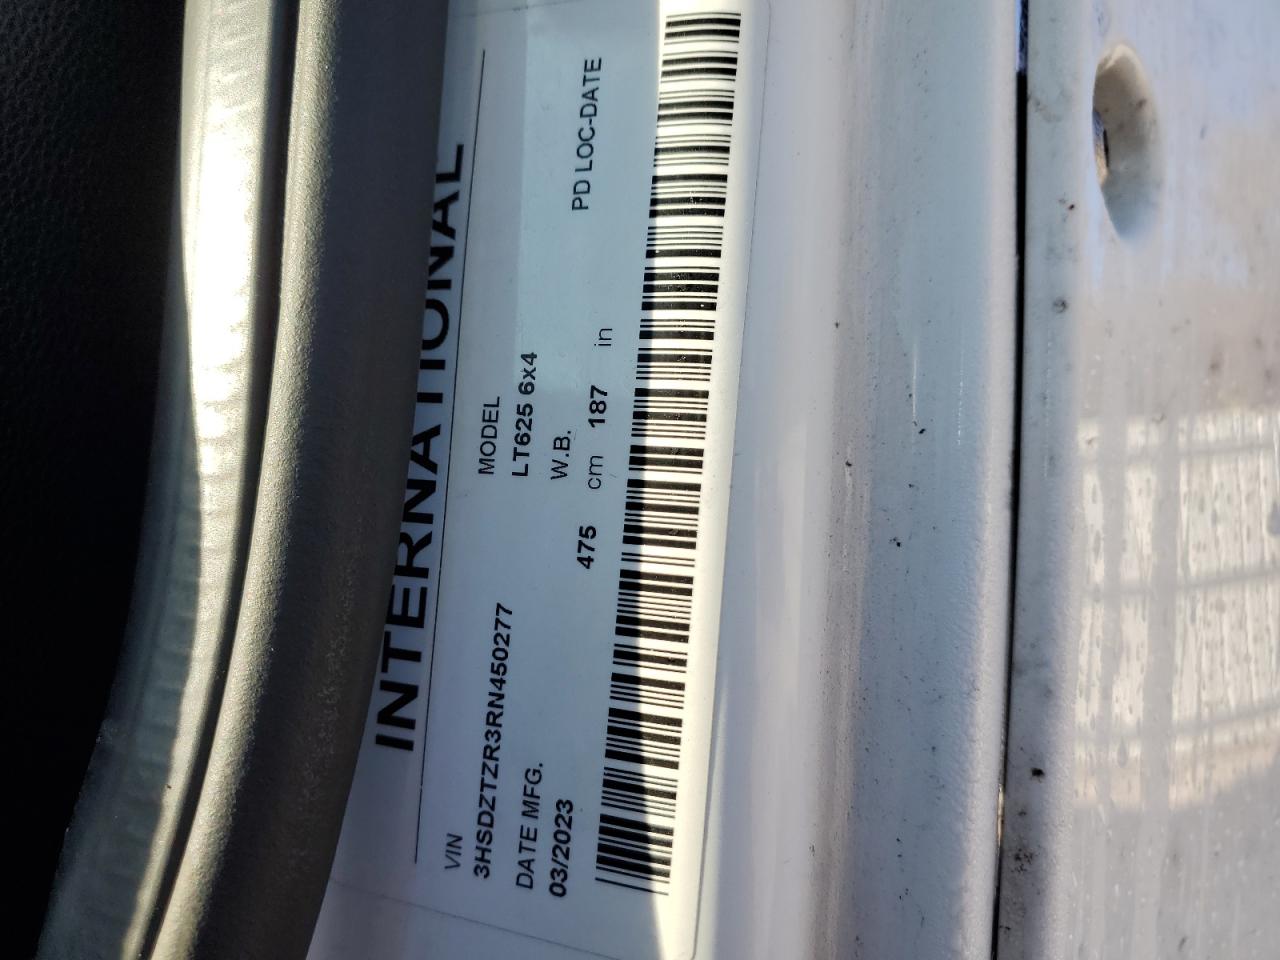 INTERNATIONAL
VIN
3HSDZTZR3RN450277
MODEL
LT625 6x4
DATE MFG.
03/2023
W.B.
475 cm 187 in
PD LOC-DATE